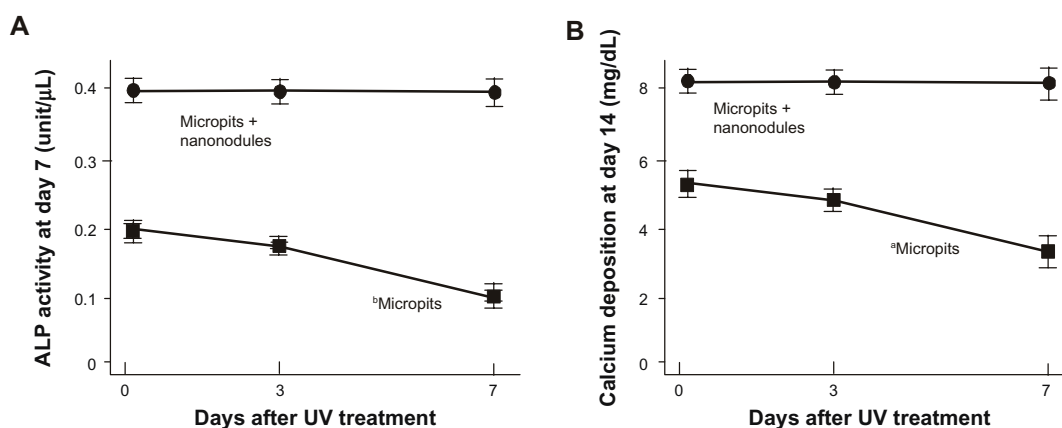 A
ALP activity at day 7 (unit/µL)
0.4
0.3
0.2
0.1
0
Micropits +
nanonodules
ᵇMicropits
0
3
7
Days after UV treatment
B
Calcium deposition at day 14 (mg/dL)
8
6
4
2
0
Micropits +
nanonodules
ᵃMicropits
0
3
7
Days after UV treatment